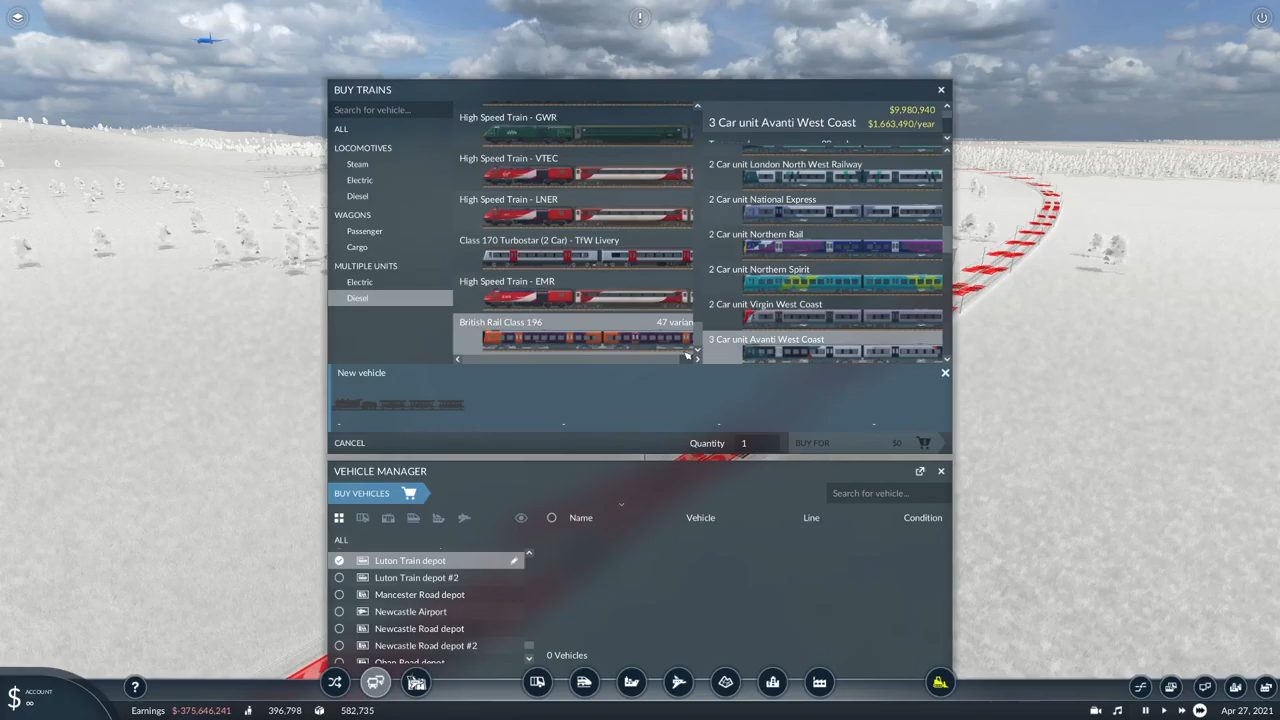 BUY TRAINS
Search for vehicle...
ALL
LOCOMOTIVES
Steam
Electric
Diesel
WAGONS
Passenger
Cargo
MULTIPLE UNITS
Electric
Diesel
High Speed Train - GWR
High Speed Train - VTEC
High Speed Train - LNER
Class 170 Turbostar (2 Car) - TfW Livery
High Speed Train - EMR
British Rail Class 196 47 varian
3 Car unit Avanti West Coast
$9,980,940
$1,663,490/year
2 Car unit London North West Railway
2 Car unit National Express
2 Car unit Northern Rail
2 Car unit Northern Spirit
2 Car unit Virgin West Coast
3 Car unit Avanti West Coast
New vehicle
- - - -
CANCEL
Quantity 1
BUY FOR $0
VEHICLE MANAGER
BUY VEHICLES
Search for vehicle...
Name Vehicle Line Condition
ALL
Luton Train depot
Luton Train depot #2
Mancester Road depot
Newcastle Airport
Newcastle Road depot
Newcastle Road depot #2
Oban Road depot
0 Vehicles
$ ACCOUNT
∞
?
Earnings $-375,646,241 396,798 582,735
Apr 27, 2021